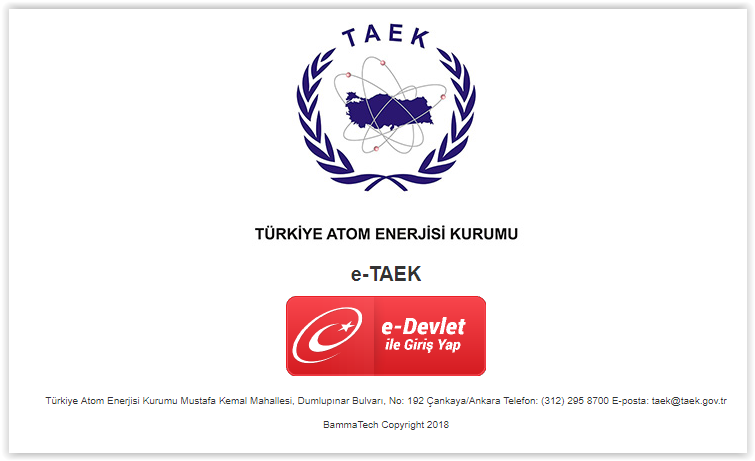 TAEK
TÜRKİYE ATOM ENERJİSİ KURUMU
e-TAEK
e-Devlet
ile Giriş Yap
Türkiye Atom Enerjisi Kurumu Mustafa Kemal Mahallesi, Dumlupınar Bulvarı, No: 192 Çankaya/Ankara Telefon: (312) 295 8700 E-posta: taek@taek.gov.tr
BammaTech Copyright 2018